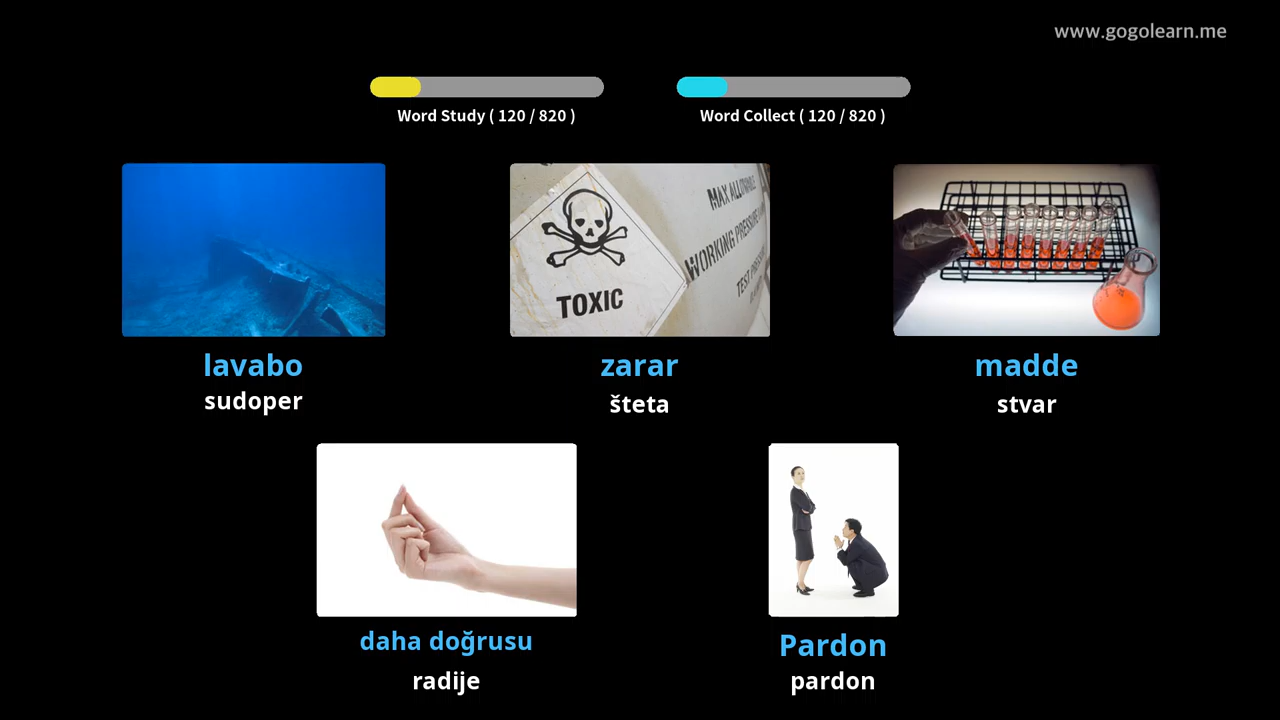 www.gogolearn.me
Word Study ( 120 / 820 )
Word Collect ( 120 / 820 )
TOXIC
MAX ALLOWABLE
WORKING PRESSURE
TEST PRESS
lavabo
sudoper
zarar
šteta
madde
stvar
daha doğrusu
radije
Pardon
pardon